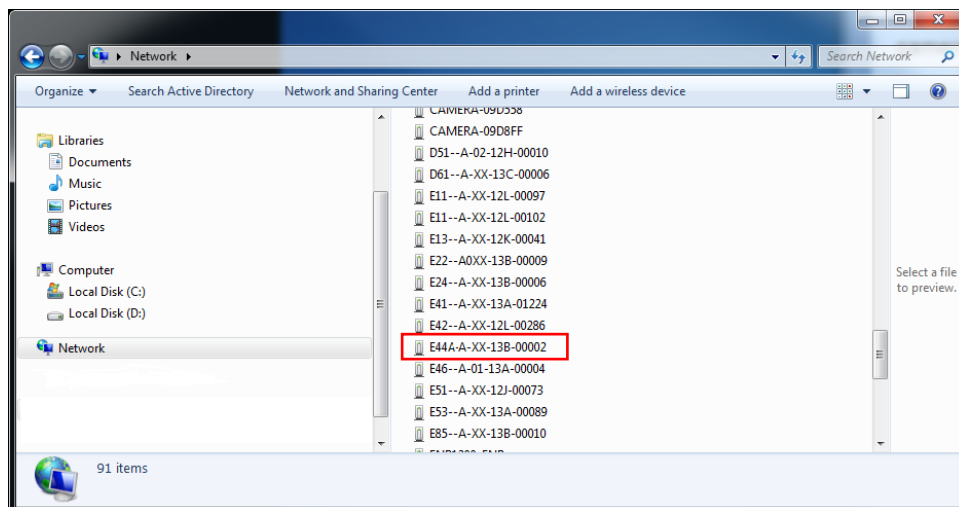 Network
Search Network
Organize Search Active Directory Network and Sharing Center Add a printer Add a wireless device
Libraries
Documents
Music
Pictures
Videos
Computer
Local Disk (C:)
Local Disk (D:)
Network
CAMERA-09D8FF
D51--A-02-12H-00010
D61--A-XX-13C-00006
E11--A-XX-12L-00097
E11--A-XX-12L-00102
E13--A-XX-12K-00041
E22--A0XX-13B-00009
E24--A-XX-13B-00006
E41--A-XX-13A-01224
E42--A-XX-12L-00286
E44A-A-XX-13B-00002
E46--A-01-13A-00004
E51--A-XX-12J-00073
E53--A-XX-13A-00089
E85--A-XX-13B-00010
Select a file
to preview.
91 items